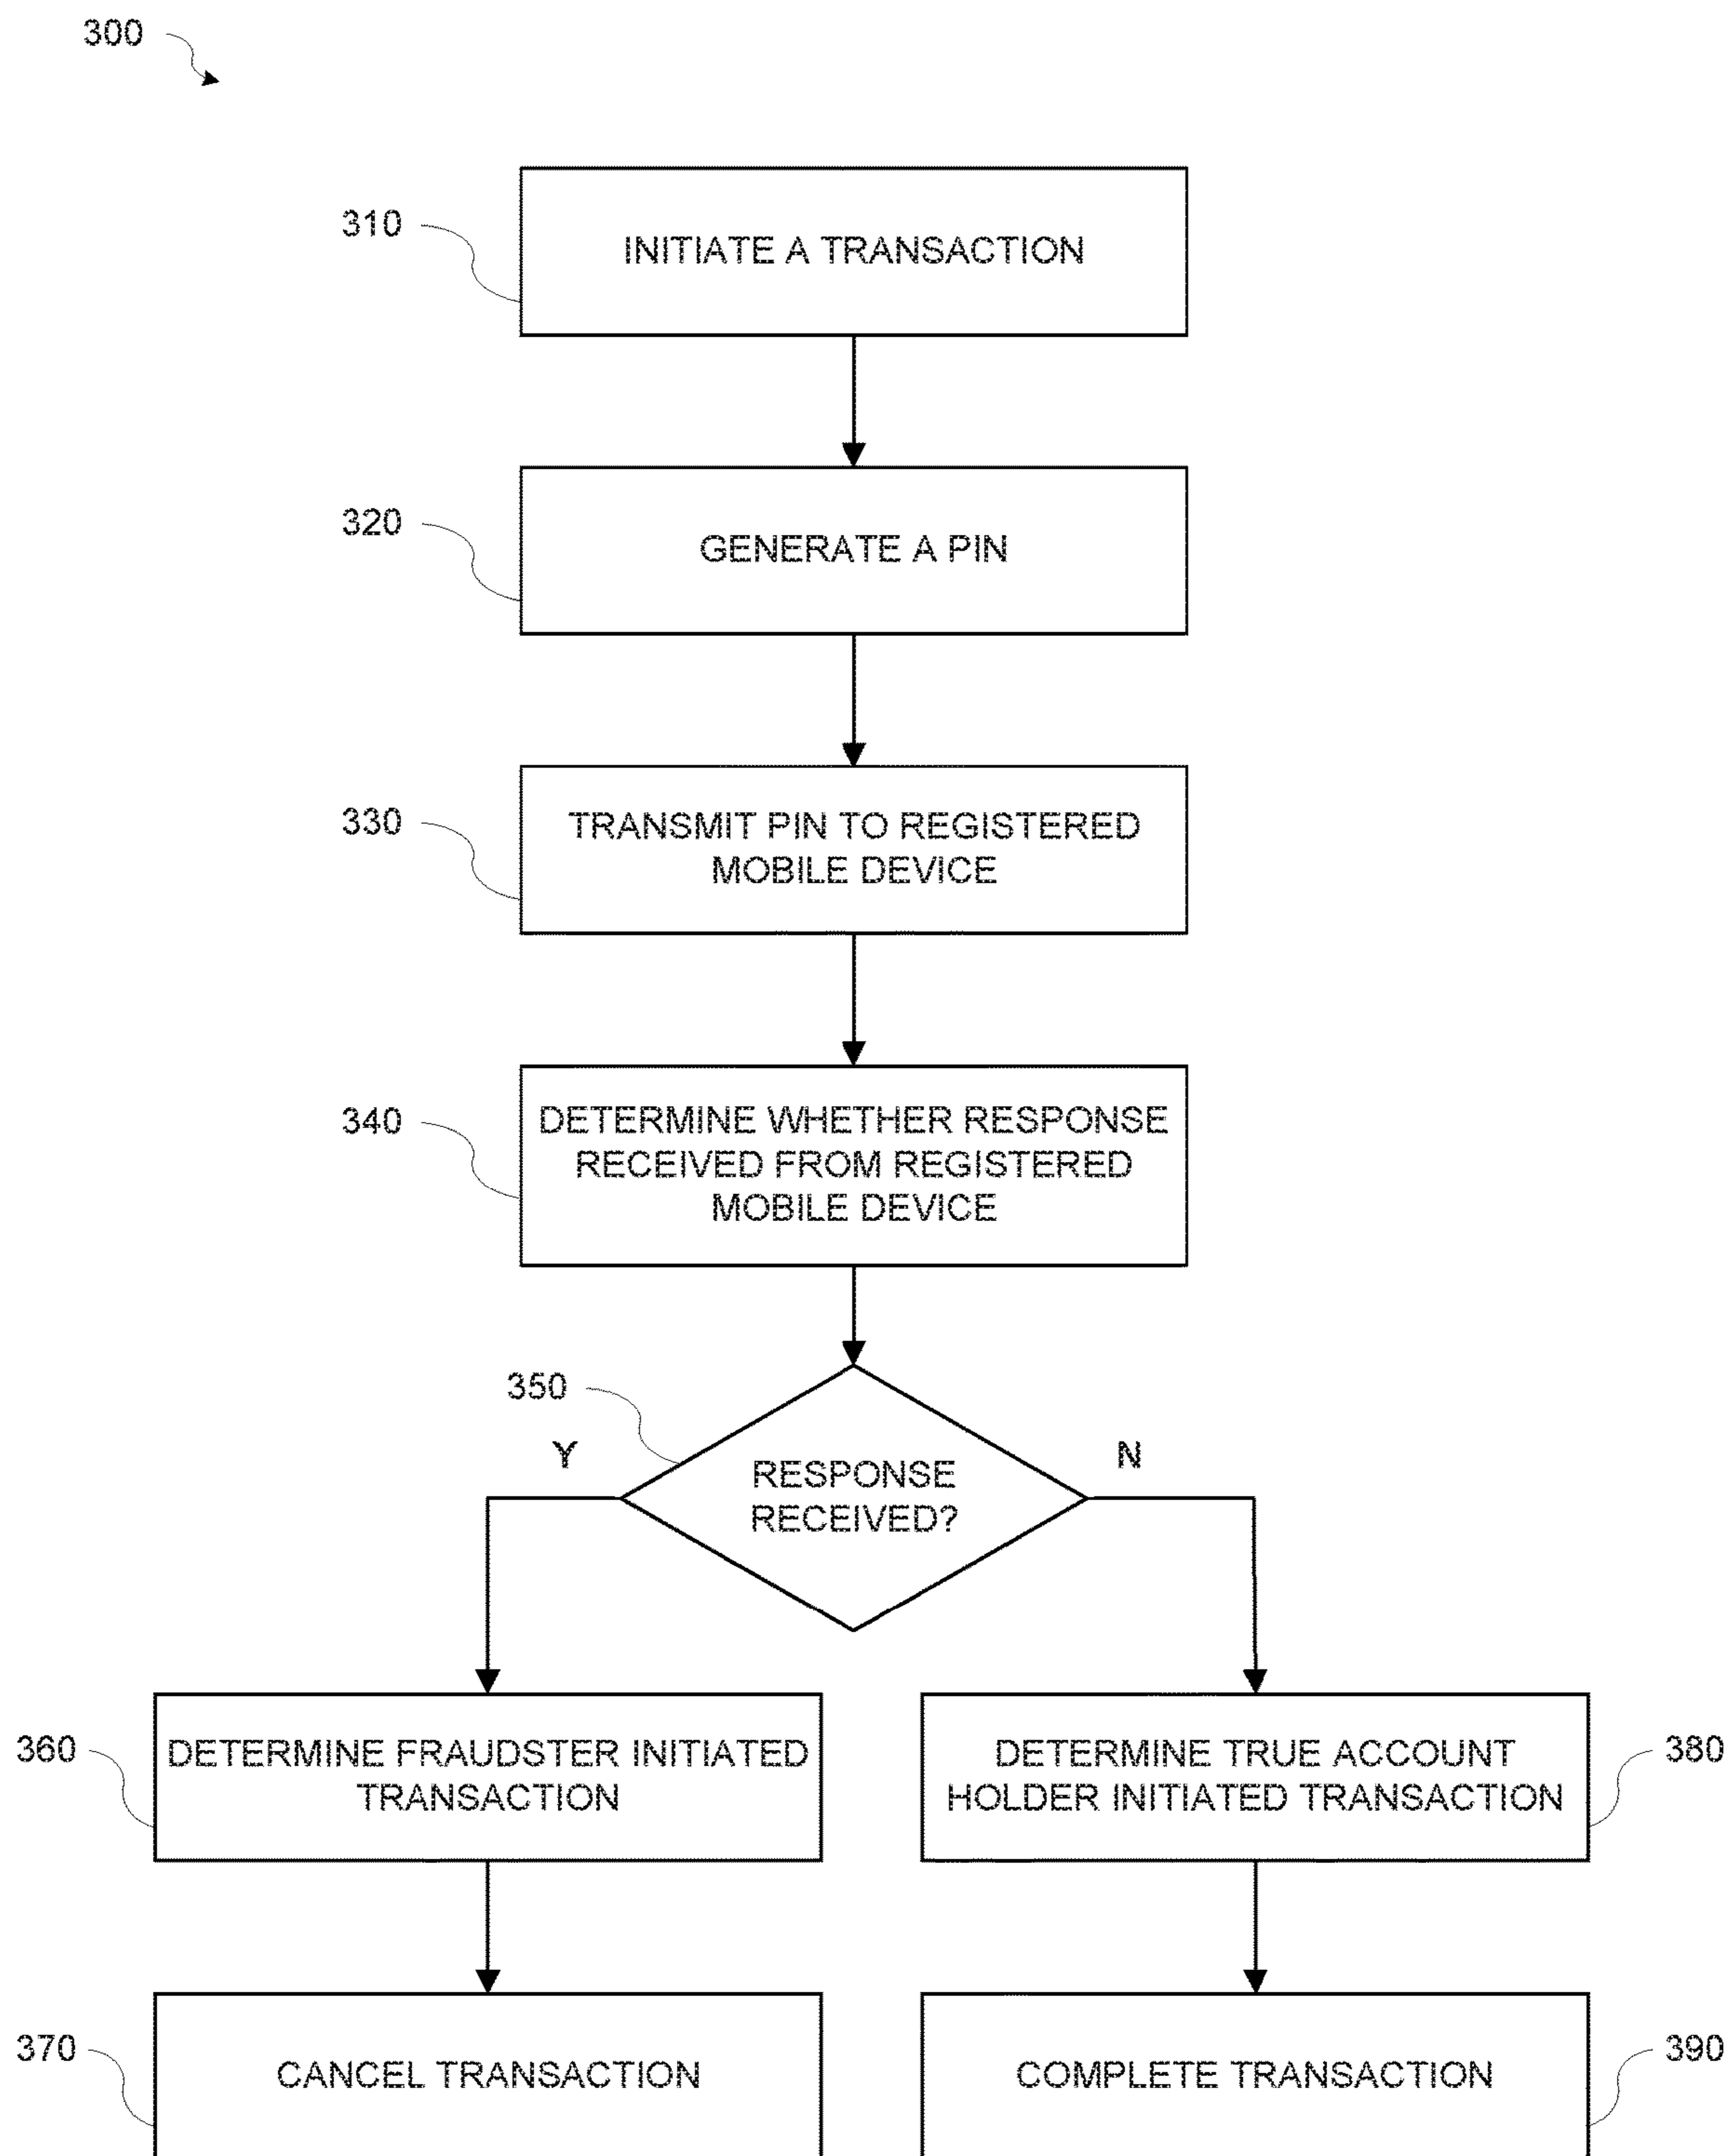 300
310
INITIATE A TRANSACTION
320
GENERATE A PIN
330
TRANSMIT PIN TO REGISTERED
MOBILE DEVICE
340
DETERMINE WHETHER RESPONSE
RECEIVED FROM REGISTERED
MOBILE DEVICE
350
Y
N
RESPONSE
RECEIVED?
360
DETERMINE FRAUDSTER INITIATED
TRANSACTION
DETERMINE TRUE ACCOUNT
HOLDER INITIATED TRANSACTION
380
370
CANCEL TRANSACTION
COMPLETE TRANSACTION
390